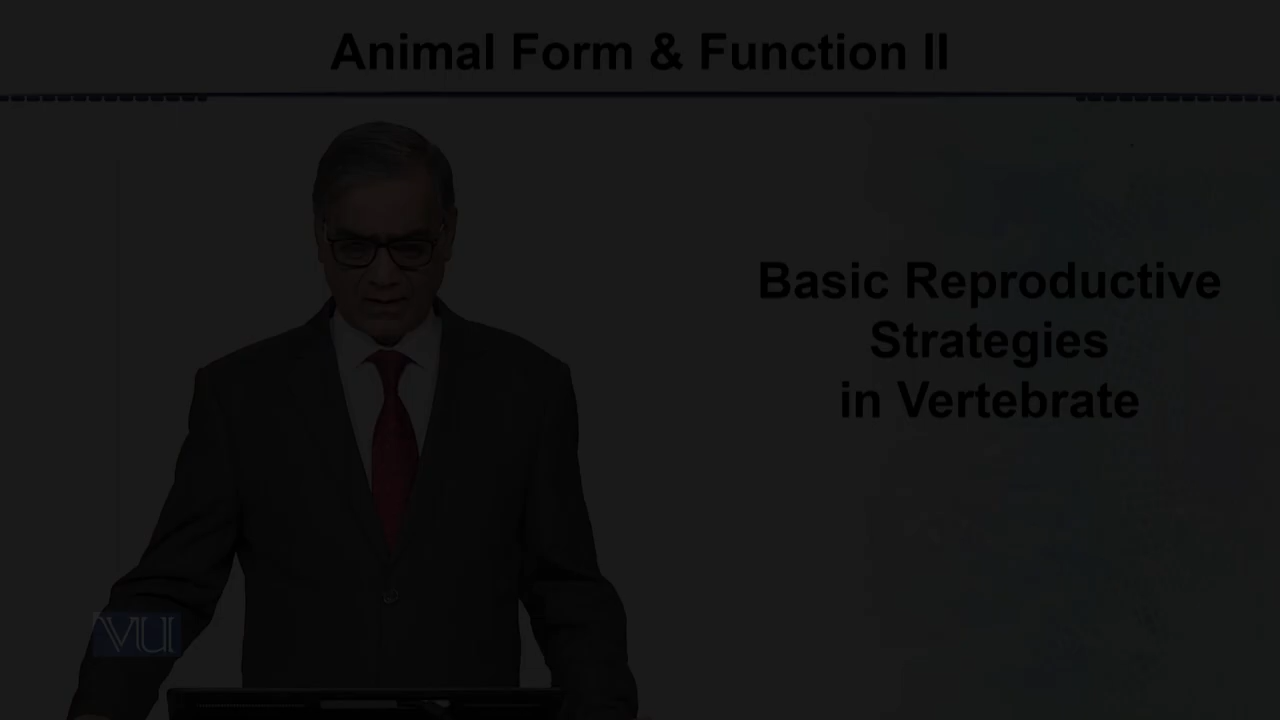 Animal Form & Function II
Basic Reproductive
Strategies
in Vertebrate
VU